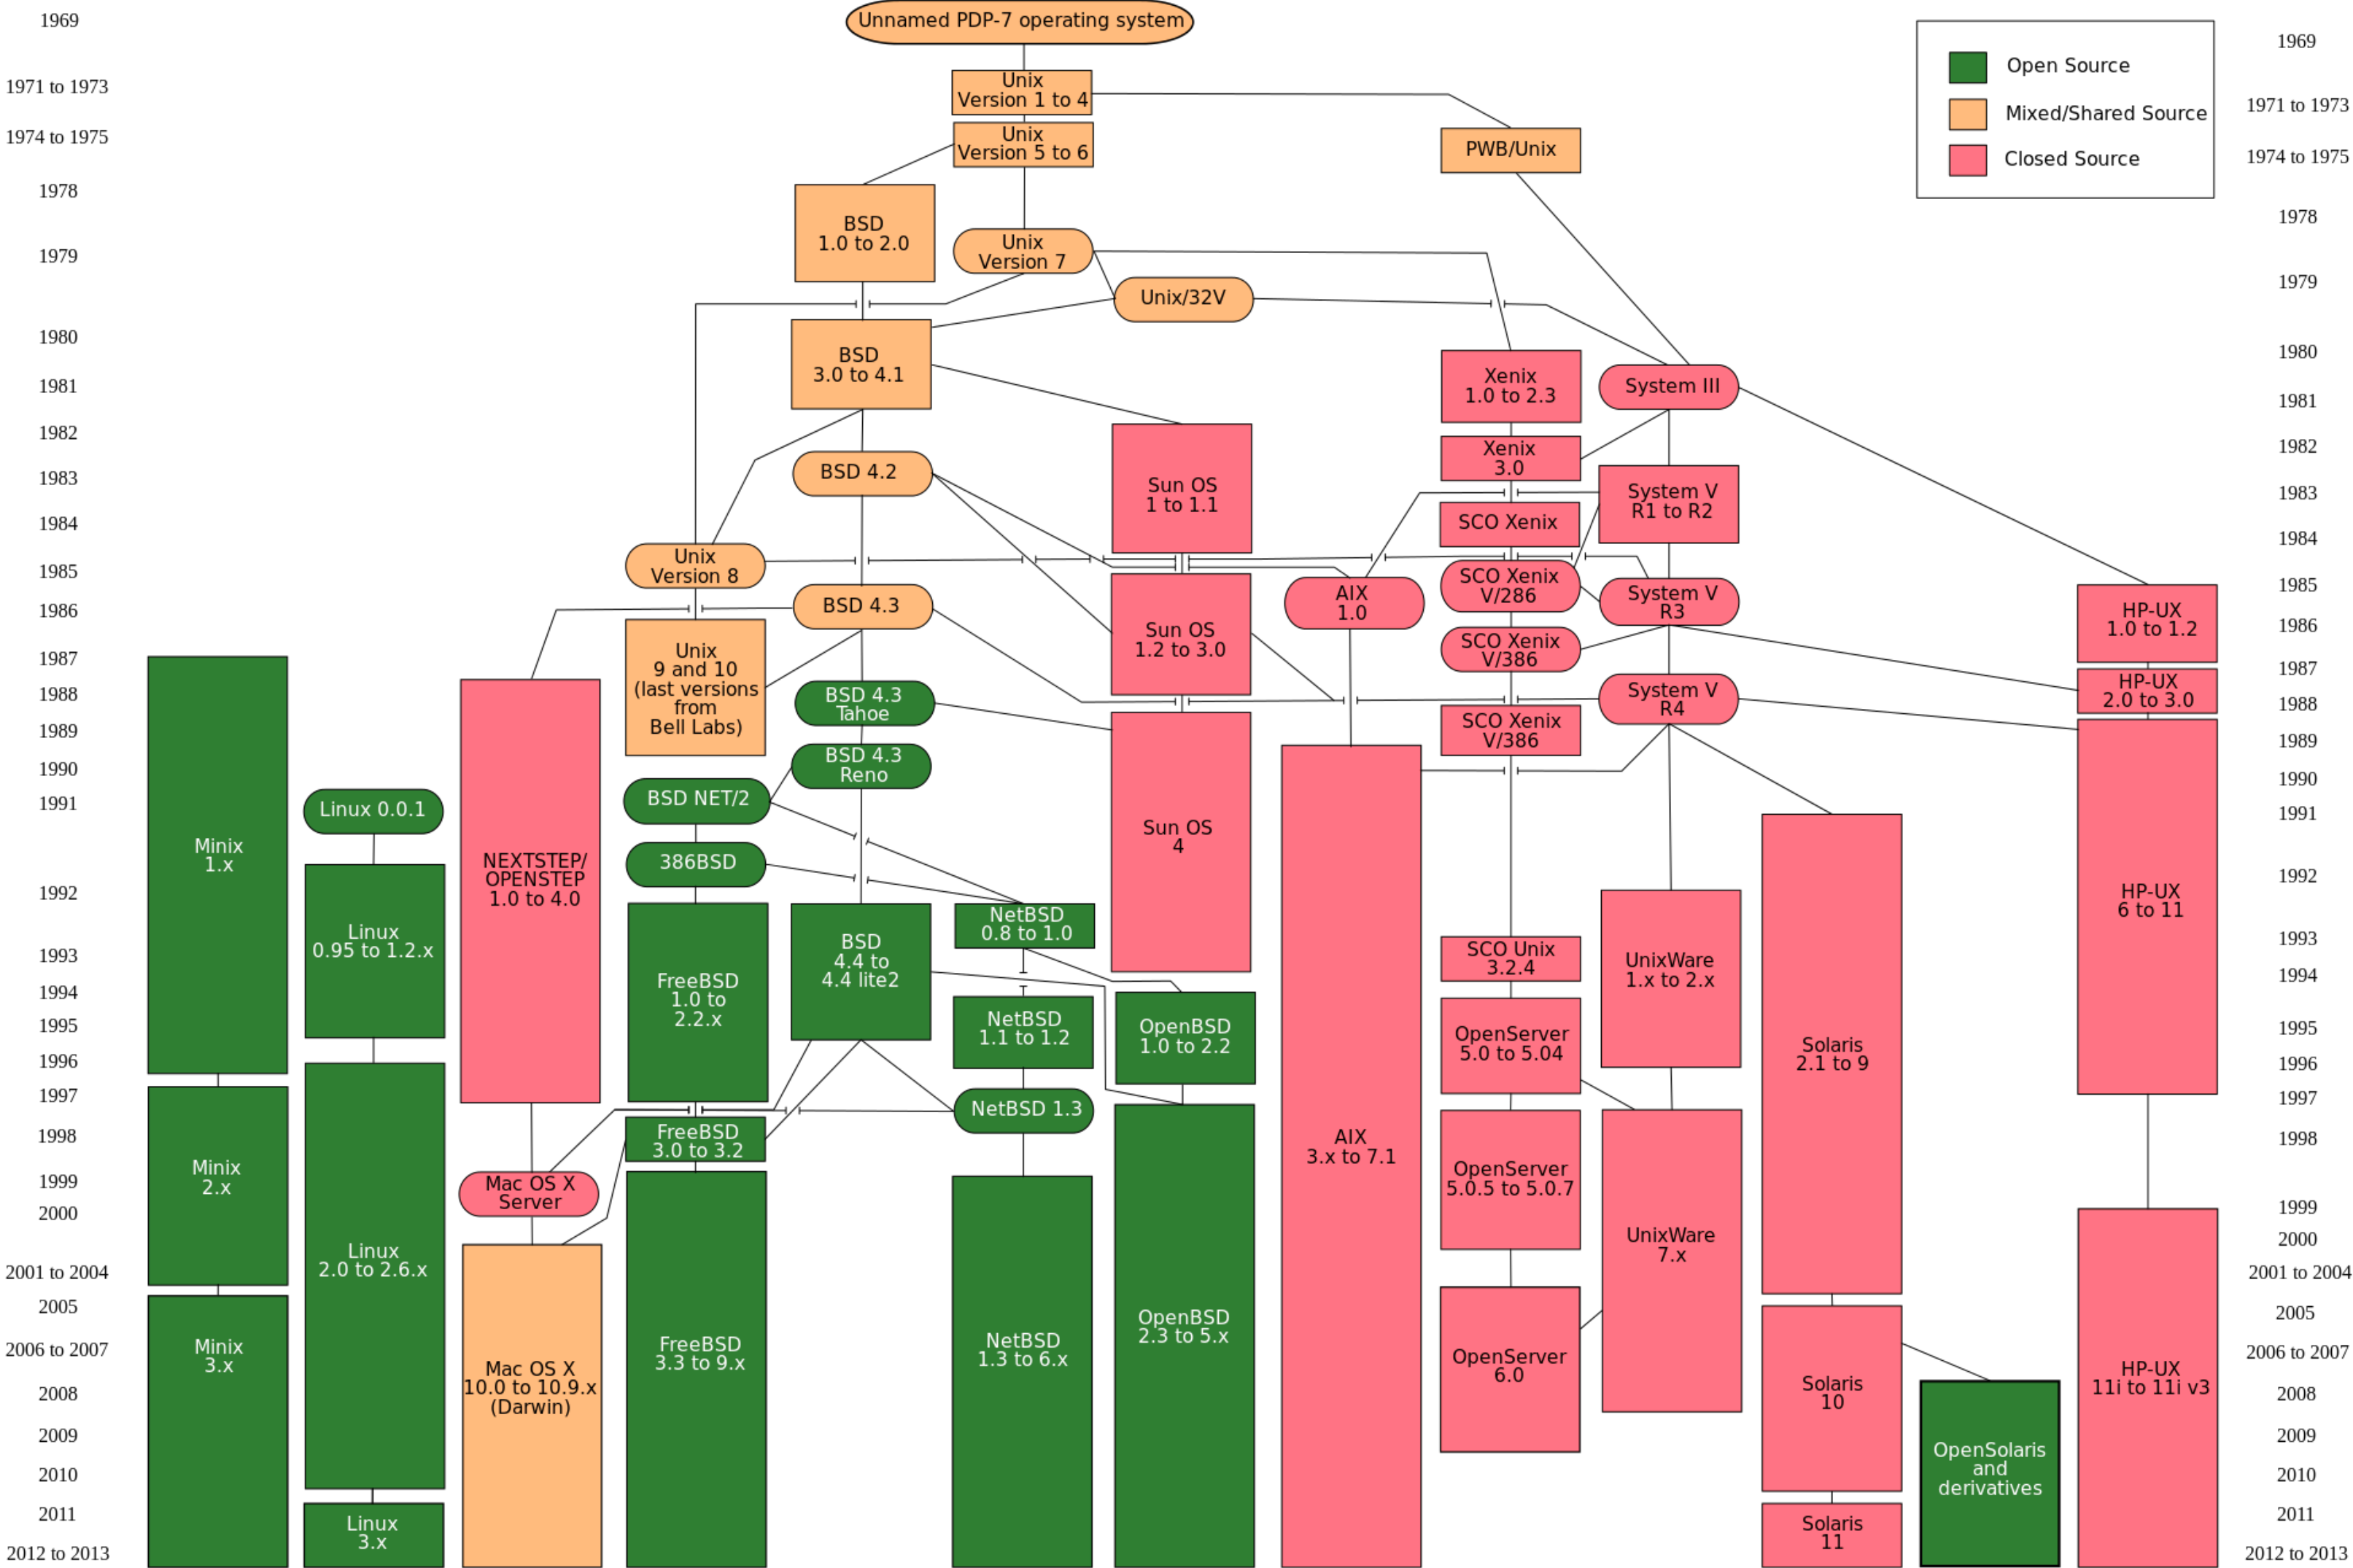 1969
1971 to 1973
1974 to 1975
1978
1979
1980
1981
1982
1983
1984
1985
1986
1987
1988
1989
1990
1991
1992
1993
1994
1995
1996
1997
1998
1999
2000
2001 to 2004
2005
2006 to 2007
2008
2009
2010
2011
2012 to 2013
Unnamed PDP-7 operating system
Unix
Version 1 to 4
Unix
Version 5 to 6
PWB/Unix
BSD
1.0 to 2.0
Unix
Version 7
Unix/32V
BSD
3.0 to 4.1
Xenix
1.0 to 2.3
System III
Sun OS
1 to 1.1
Xenix
3.0
BSD 4.2
System V
R1 to R2
SCO Xenix
Unix
Version 8
BSD 4.3
Sun OS
1.2 to 3.0
AIX
1.0
SCO Xenix
V/286
System V
R3
HP-UX
1.0 to 1.2
Unix
9 and 10
(last versions
from
Bell Labs)
SCO Xenix
V/386
HP-UX
2.0 to 3.0
BSD 4.3
Tahoe
System V
R4
SCO Xenix
V/386
BSD 4.3
Reno
BSD NET/2
Linux 0.0.1
Minix
1.x
386BSD
NEXTSTEP/
OPENSTEP
1.0 to 4.0
Sun OS
4
HP-UX
6 to 11
Linux
0.95 to 1.2.x
BSD
4.4 to
4.4 lite2
NetBSD
0.8 to 1.0
SCO Unix
3.2.4
UnixWare
1.x to 2.x
FreeBSD
1.0 to
2.2.x
NetBSD
1.1 to 1.2
OpenBSD
1.0 to 2.2
OpenServer
5.0 to 5.04
Solaris
2.1 to 9
NetBSD 1.3
FreeBSD
3.0 to 3.2
AIX
3.x to 7.1
Minix
2.x
Mac OS X
Server
OpenServer
5.0.5 to 5.0.7
Linux
2.0 to 2.6.x
UnixWare
7.x
Minix
3.x
Mac OS X
10.0 to 10.9.x
(Darwin)
FreeBSD
3.3 to 9.x
NetBSD
1.3 to 6.x
OpenBSD
2.3 to 5.x
OpenServer
6.0
Solaris
10
HP-UX
11i to 11i v3
OpenSolaris
and
derivatives
Linux
3.x
Solaris
11
Open Source
Mixed/Shared Source
Closed Source
1969
1971 to 1973
1974 to 1975
1978
1979
1980
1981
1982
1983
1984
1985
1986
1987
1988
1989
1990
1991
1992
1993
1994
1995
1996
1997
1998
1999
2000
2001 to 2004
2005
2006 to 2007
2008
2009
2010
2011
2012 to 2013